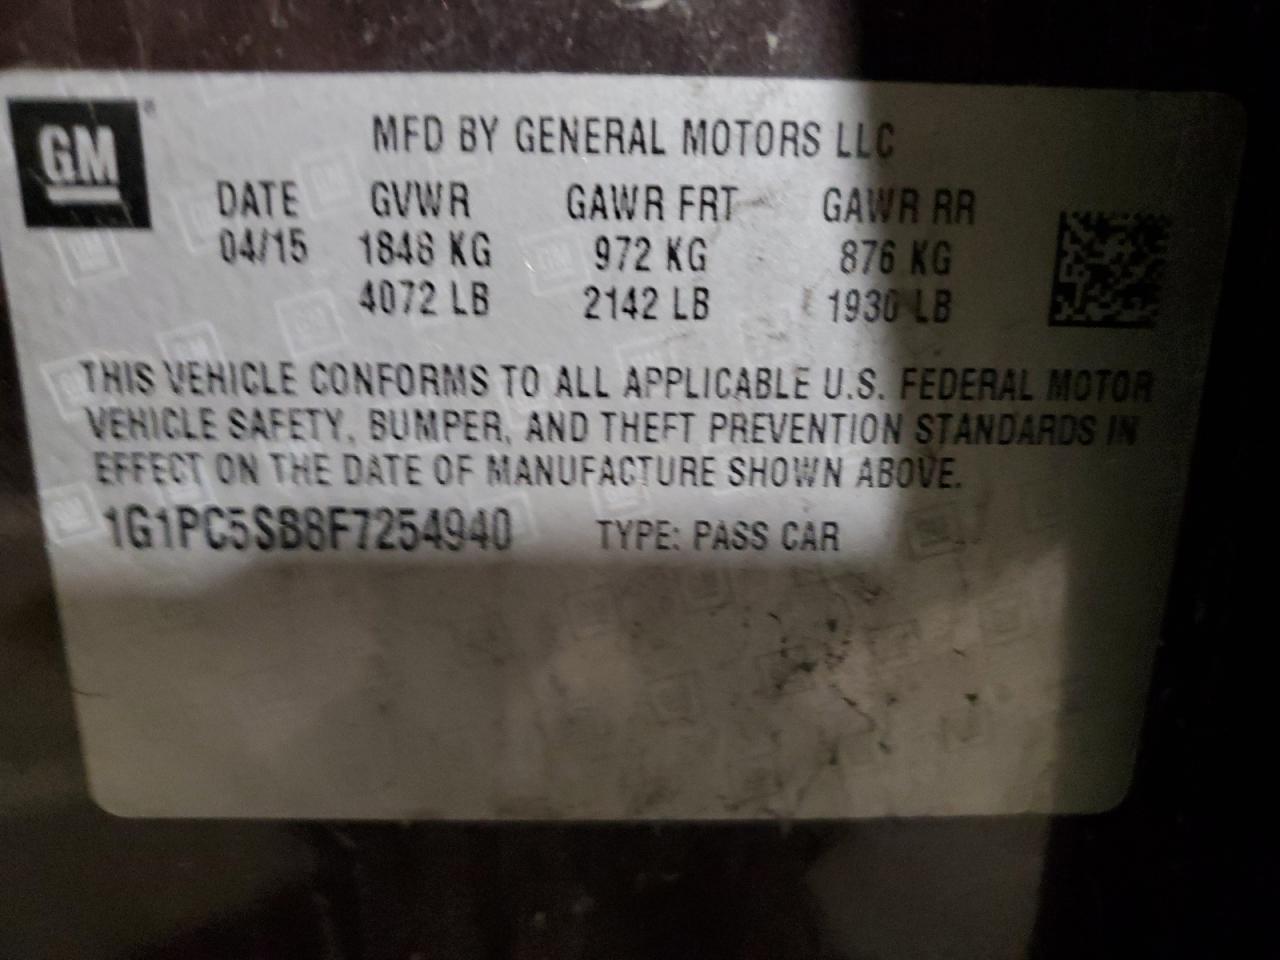 GM
MFD BY GENERAL MOTORS LLC
DATE GVWR GAWR FRT GAWR RR
04/15 1848 KG 972 KG 876 KG
4072 LB 2142 LB 1930 LB
THIS VEHICLE CONFORMS TO ALL APPLICABLE U.S. FEDERAL MOTOR
VEHICLE SAFETY, BUMPER, AND THEFT PREVENTION STANDARDS IN
EFFECT ON THE DATE OF MANUFACTURE SHOWN ABOVE.
1G1PC5SB8F7254940 TYPE: PASS CAR